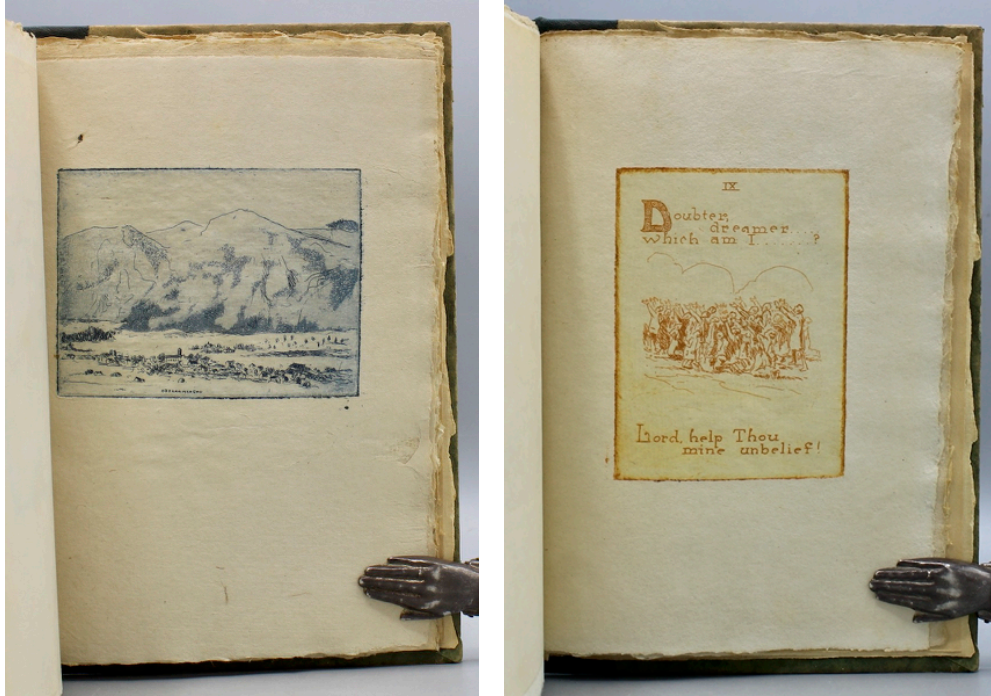 IX
Doubter,
dreamer....
which am I.......?
Lord, help Thou
mine unbelief!